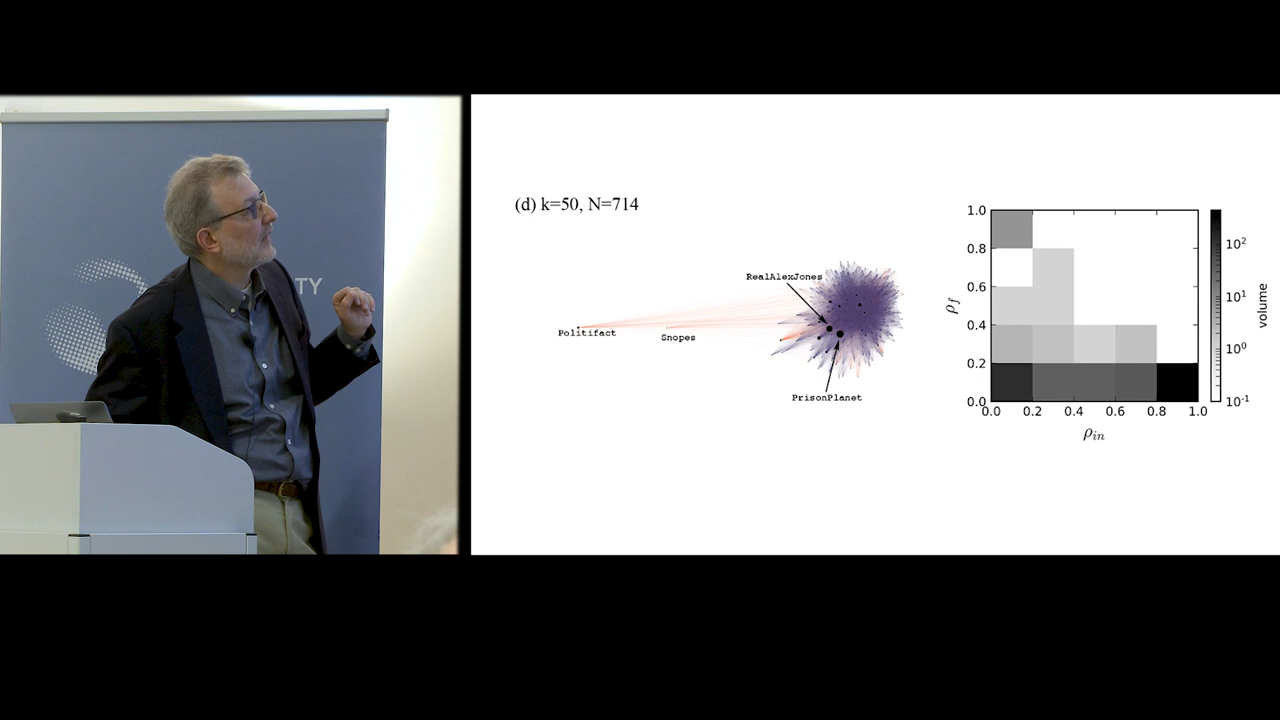 TY
(d) k=50, N=714
RealAlexJones
Politifact
Snopes
PrisonPlanet
1.0
0.8
0.6
0.4
0.2
0.0
ρf
0.0 0.2 0.4 0.6 0.8 1.0
ρin
10²
10¹
10⁰
10⁻¹
volume